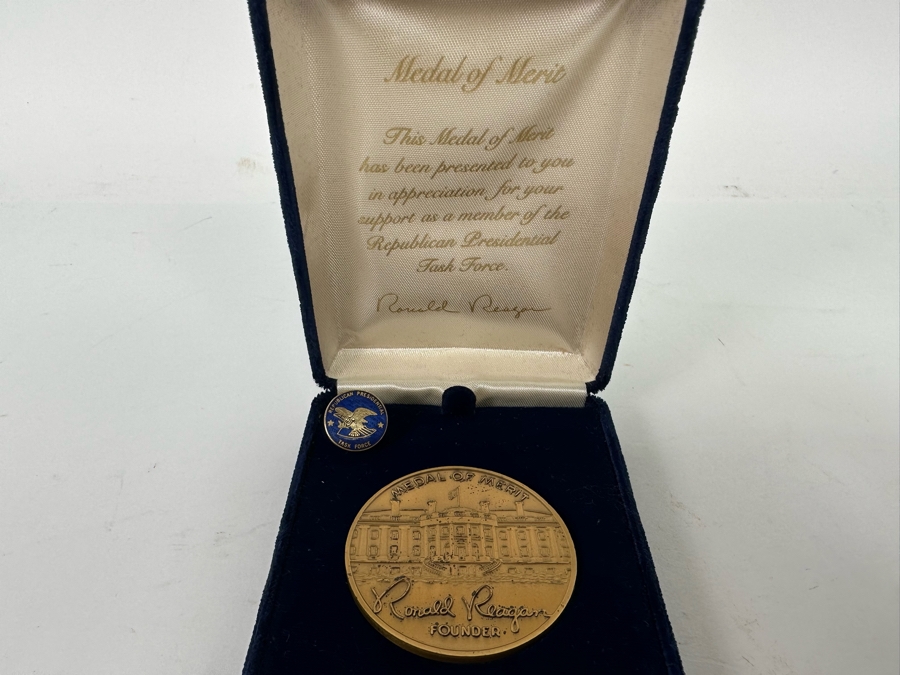 Medal of Merit
This Medal of Merit
has been presented to you
in appreciation for your
support as a member of the
Republican Presidential
Task Force.
Ronald Reagan
REPUBLICAN PRESIDENTIAL
TASK FORCE
MEDAL OF MERIT
Ronald Reagan
FOUNDER